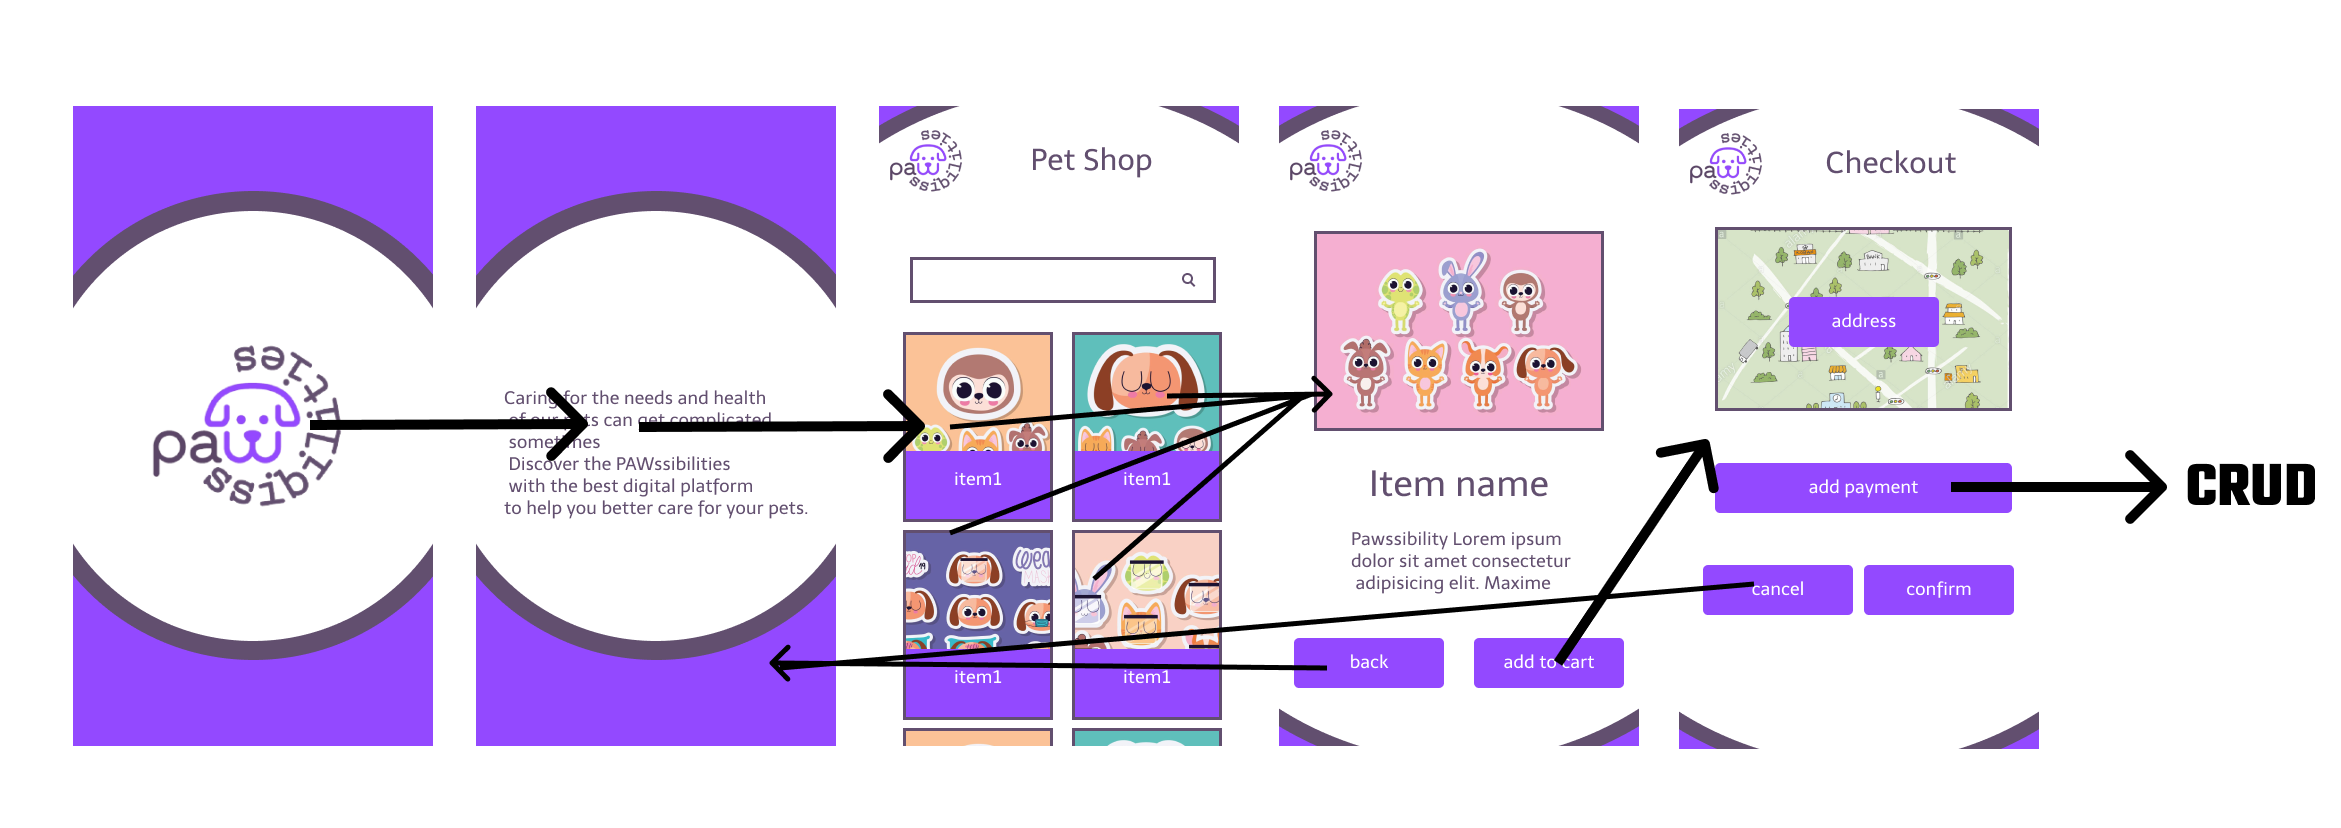 pawssibilities
Caring for the needs and health
of our pets can get complicated
sometimes
Discover the PAWssibilities
with the best digital platform
to help you better care for your pets.
pawssibilities
Pet Shop
item1
item1
item1
item1
pawssibilities
Item name
Pawssibility Lorem ipsum
dolor sit amet consectetur
adipisicing elit. Maxime
back
add to cart
pawssibilities
Checkout
BANK
address
add payment
cancel
confirm
CRUD